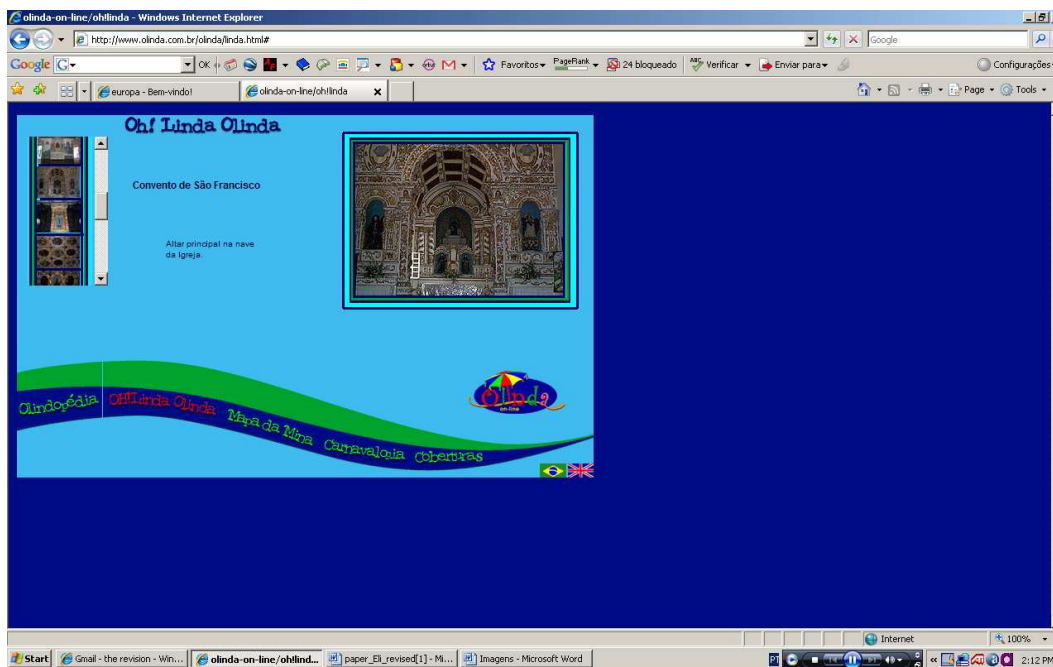 olinda-on-line/oh!linda - Windows Internet Explorer
http://www.olinda.com.br/olinda/linda.html#
Google
Google G OK Favoritos PageRank 24 bloqueado Verificar Enviar para Configurações
europa - Bem-vindo!
olinda-on-line/oh!linda
Page
Tools
Oh! Linda Olinda
Convento de São Francisco
Altar principal na nave
da Igreja.
Olinda
on-line
Olindopédia
OH!Linda Olinda
Mapa da Mina
Carnavalogia
Coberturas
Internet
100%
Start
Gmail - the revision - Win...
olinda-on-line/oh!lind...
paper_Eli_revised[1] - Mi...
Imagens - Microsoft Word
PT
2:12 PM